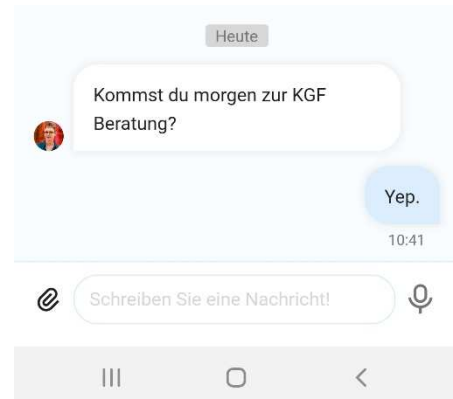 Heute
Kommst du morgen zur KGF
Beratung?
Yep.
10:41
Schreiben Sie eine Nachricht!